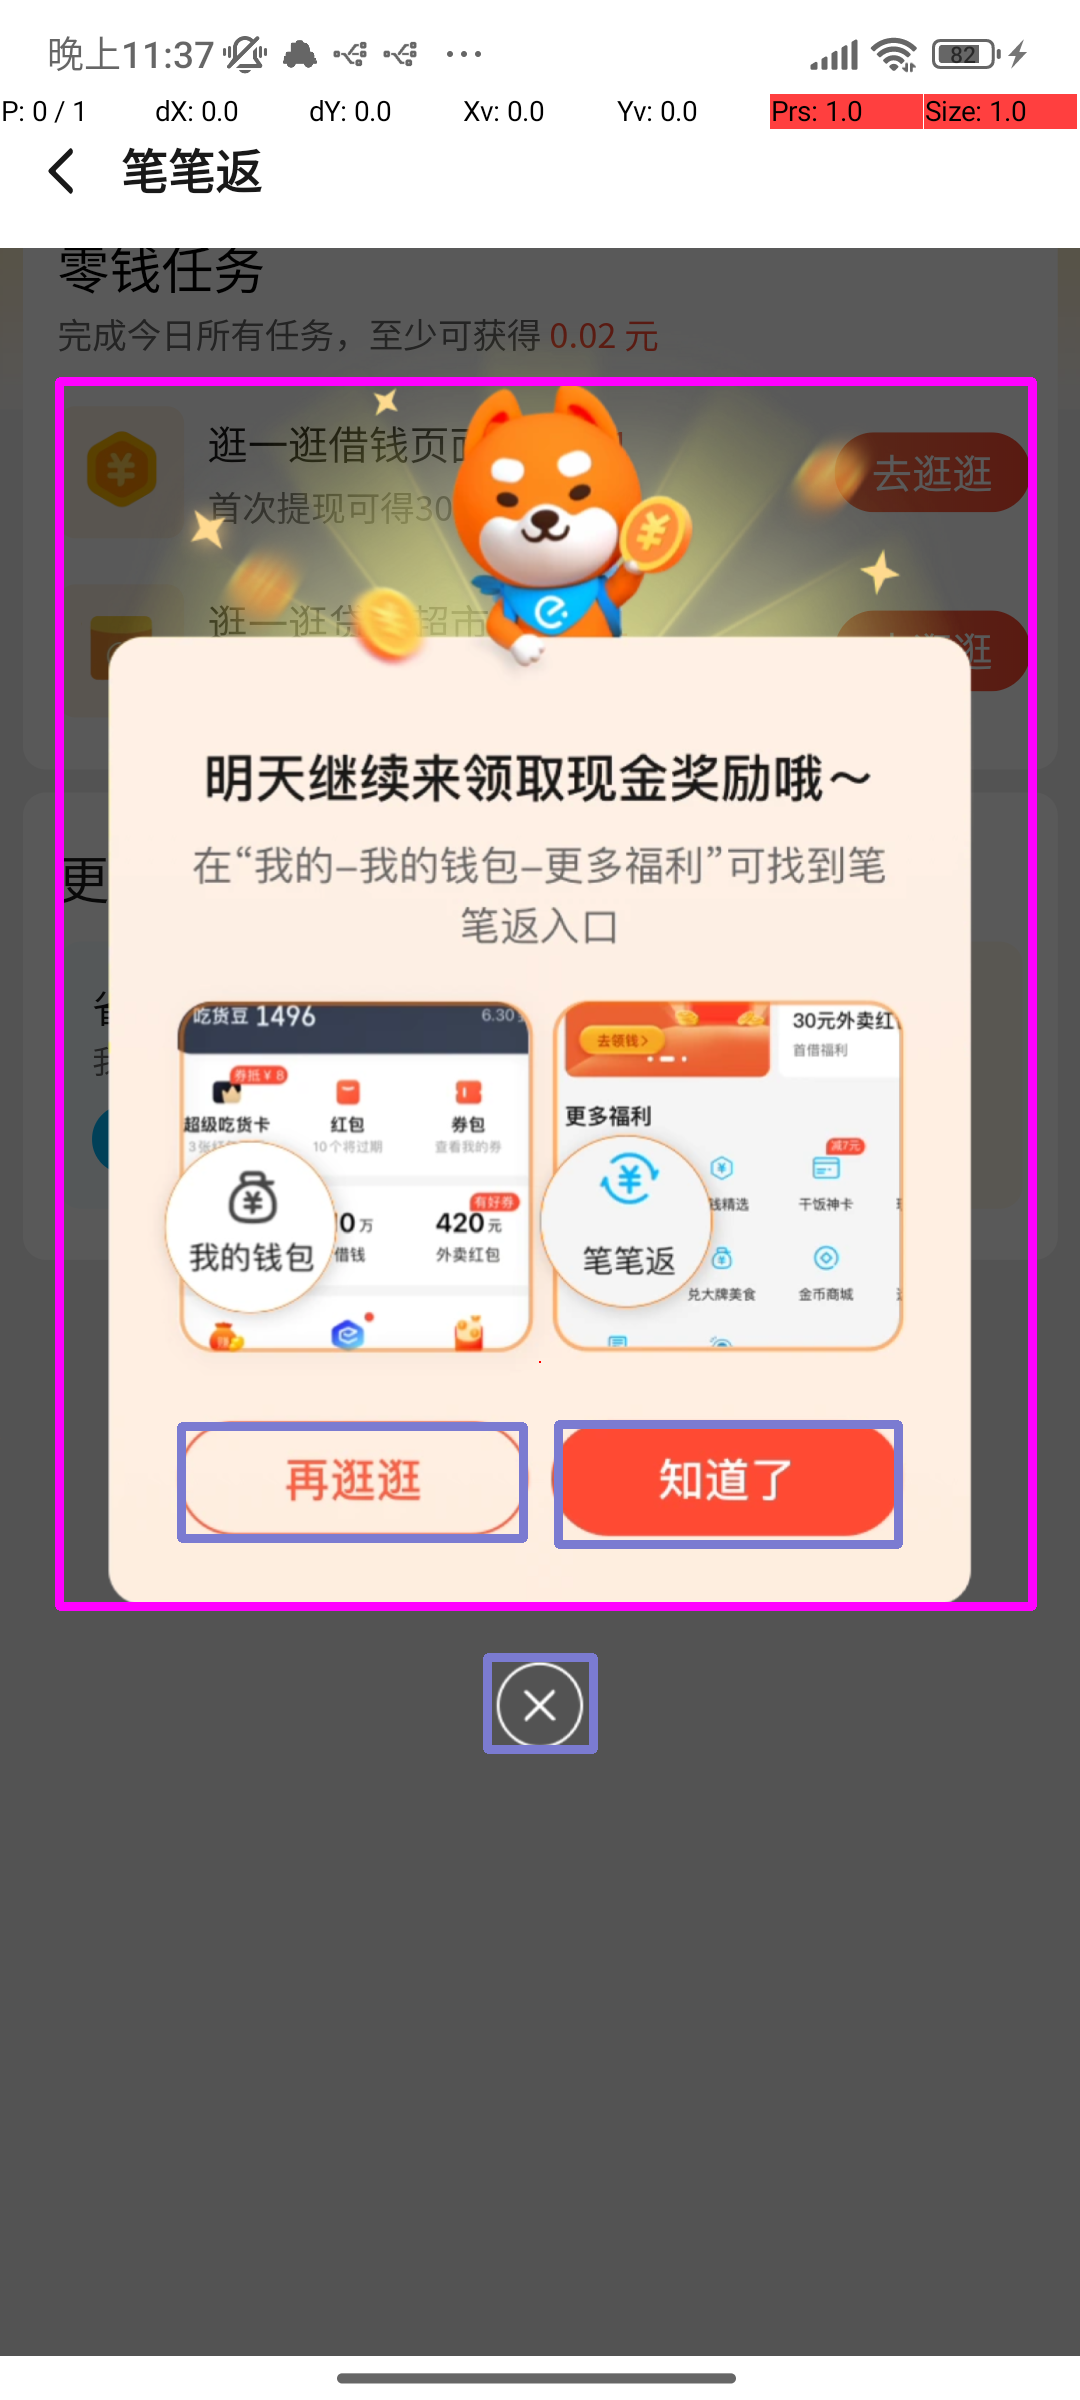 晚上11:37
82
P: 0 / 1 dX: 0.0 dY: 0.0 Xv: 0.0 Yv: 0.0 Prs: 1.0 Size: 1.0
笔笔返
零钱任务
完成今日所有任务，至少可获得 0.02 元
逛一逛借钱页面
去逛逛
首次提现可得30
逛一逛贷 超市
逛
明天继续来领取现金奖励哦～
更
在“我的–我的钱包–更多福利”可找到笔
笔返入口
吃货豆 1496
6.30
券抵¥8
超级吃货卡
红包
10个将过期
券包
查看我的券
我的钱包
0万
借钱
有好券
420元
外卖红包
去领钱>
30元外卖红
首借福利
更多福利
减7元
钱精选
干饭神卡
笔笔返
兑大牌美食
金币商城
再逛逛
知道了